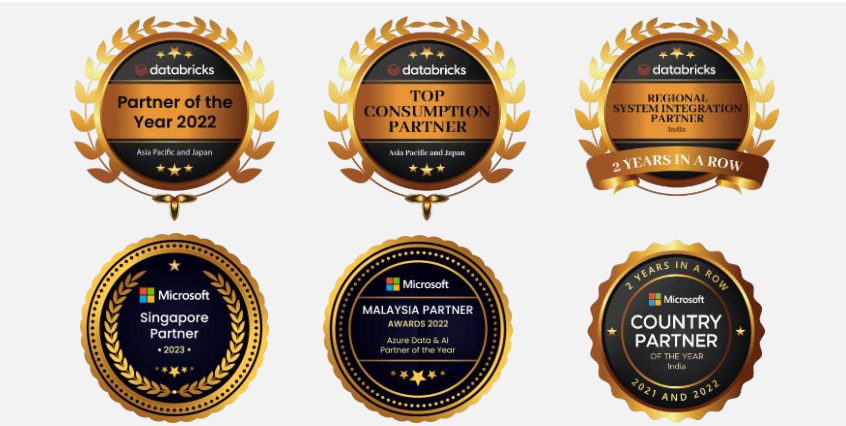 databricks
Partner of the
Year 2022
Asia Pacific and Japan
databricks
TOP
CONSUMPTION
PARTNER
Asia Pacific and Japan
databricks
REGIONAL
SYSTEM INTEGRATION
PARTNER
India
2 YEARS IN A ROW
Microsoft
Singapore
Partner
• 2023 •
Microsoft
MALAYSIA PARTNER
AWARDS 2022
Azure Data & AI
Partner of the Year
2 YEARS IN A ROW
Microsoft
COUNTRY
PARTNER
OF THE YEAR
India
2021 AND 2022